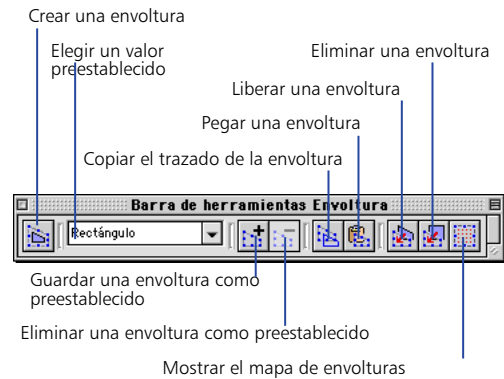 Crear una envoltura
Elegir un valor
preestablecido
Eliminar una envoltura
Liberar una envoltura
Pegar una envoltura
Copiar el trazado de la envoltura
Barra de herramientas Envoltura
Rectángulo
Guardar una envoltura como
preestablecido
Eliminar una envoltura como preestablecido
Mostrar el mapa de envolturas